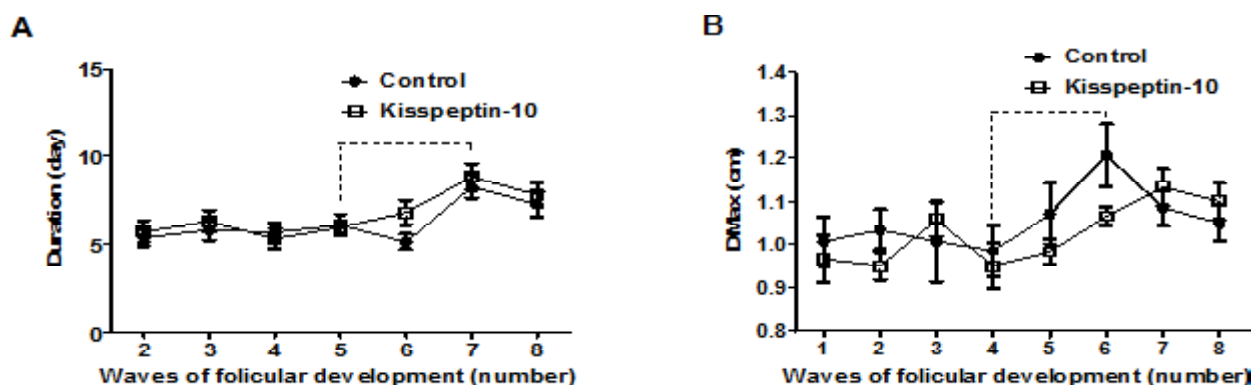 A
Control
Kisspeptin-10
15
10
5
0
Duration (day)
2 3 4 5 6 7 8
Waves of folicular development (number)
B
Control
Kisspeptin-10
1.4
1.3
1.2
1.1
1.0
0.9
0.8
DMax (cm)
1 2 3 4 5 6 7 8
Waves of folicular development (number)